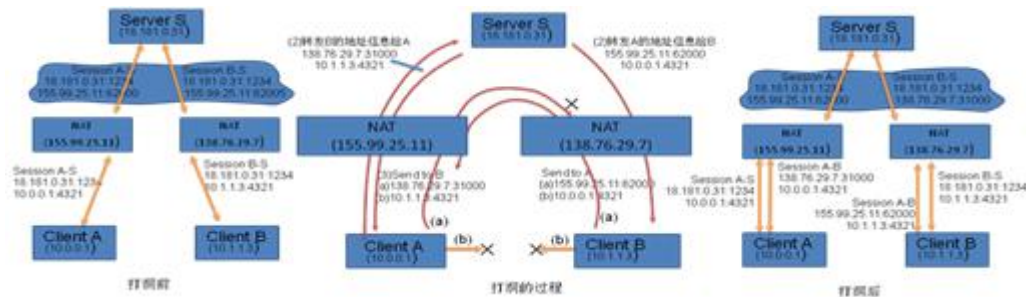 Server S
(18.181.0.31)
Session A-
18.181.0.31:1234
155.99.25.11:62000
Session B-S
18.181.0.31:1234
155.99.25.11:62005
NAT
(155.99.25.11)
NAT
(138.76.29.7)
Session A-S
18.181.0.31:1234
10.0.0.1:4321
Session B-S
18.181.0.31:1234
10.1.1.3:4321
Client A
(10.0.0.1)
Client B
(10.1.1.3)
打洞前
Server S
(18.181.0.31)
(2)转发B的地址信息给A
138.76.29.7:31000
10.1.1.3:4321
(2)转发A的地址信息给B
155.99.25.11:62000
10.0.0.1:4321
NAT
(155.99.25.11)
NAT
(138.76.29.7)
(3)Send to B
(a)138.76.29.7:31000
(b)10.1.1.3:4321
Send to A
(a)155.99.25.11:62000
(b)10.0.0.1:4321
(a)
(a)
Client A
(10.0.0.1)
(b)
(b)
Client B
(10.1.1.3)
打洞的过程
Server S
(18.181.0.31)
Session A-
18.181.0.31:1234
155.99.25.11:62000
Session B-S
18.181.0.31:1234
138.76.29.7:31000
NAT
(155.99.25.11)
NAT
(138.76.29.7)
Session A-S
18.181.0.31:1234
10.0.0.1:4321
Session A-B
138.76.29.7:31000
10.0.0.1:4321
Session B-S
18.181.0.31:1234
10.1.1.3:4321
Session A-B
155.99.25.11:62000
10.1.1.3:4321
Client A
(10.0.0.1)
Client B
(10.1.1.3)
打洞后